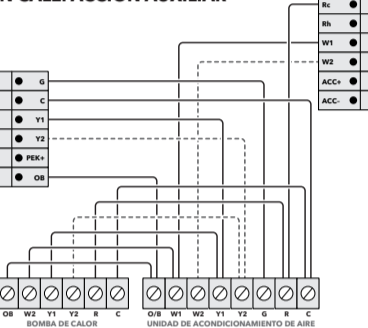 Rc
Rh
W1
W2
ACC+
ACC-
G
C
Y1
Y2
PEK+
OB
OB W2 Y1 Y2 R C
BOMBA DE CALOR
O/B W1 W2 Y1 Y2 G R C
UNIDAD DE ACONDICIONAMIENTO DE AIRE